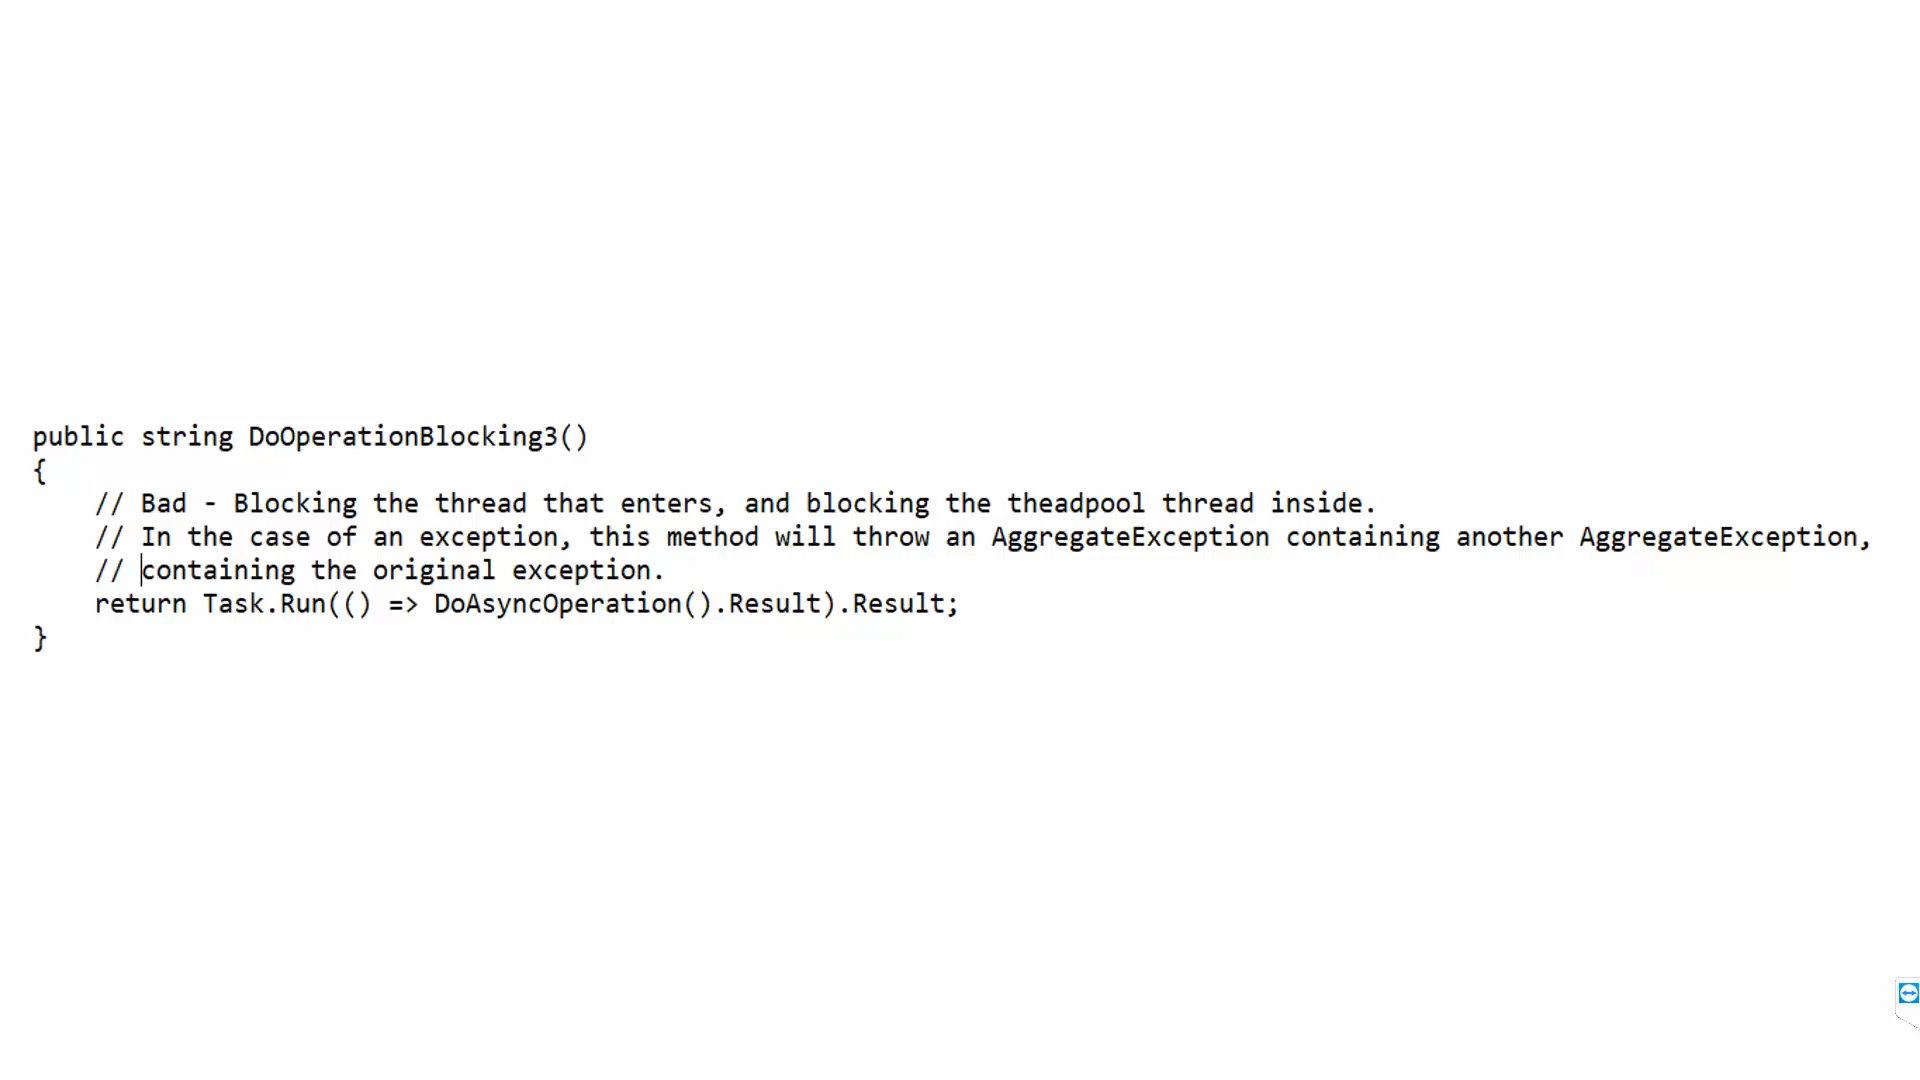 public string DoOperationBlocking3()
{
    // Bad - Blocking the thread that enters, and blocking the theadpool thread inside.
    // In the case of an exception, this method will throw an AggregateException containing another AggregateException,
    // containing the original exception.
    return Task.Run(() => DoAsyncOperation().Result).Result;
}